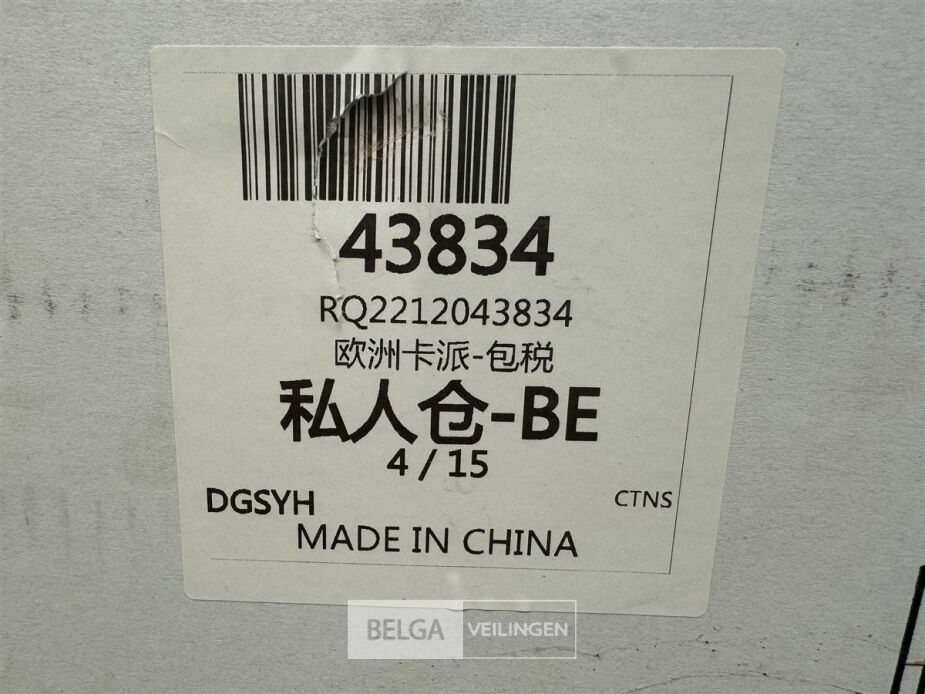 43834
RQ2212043834
欧洲卡派-包税
私人仓-BE
4 / 15
DGSYH
CTNS
MADE IN CHINA
BELGA VEILINGEN